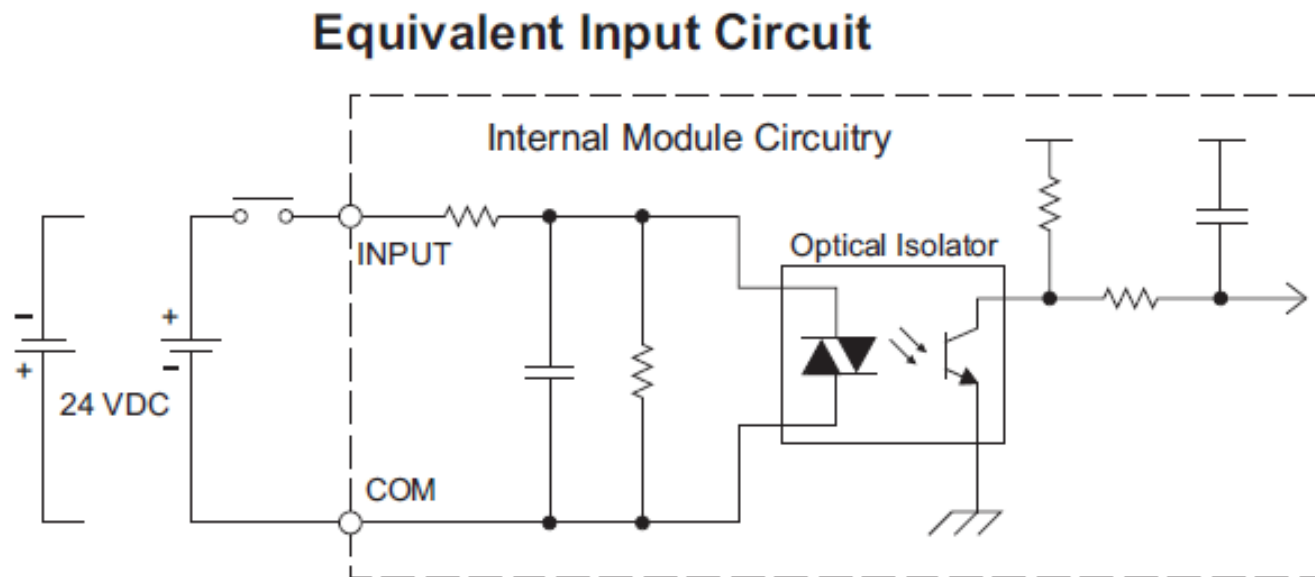 Equivalent Input Circuit
Internal Module Circuitry
INPUT
Optical Isolator
-
+
+
-
24 VDC
COM